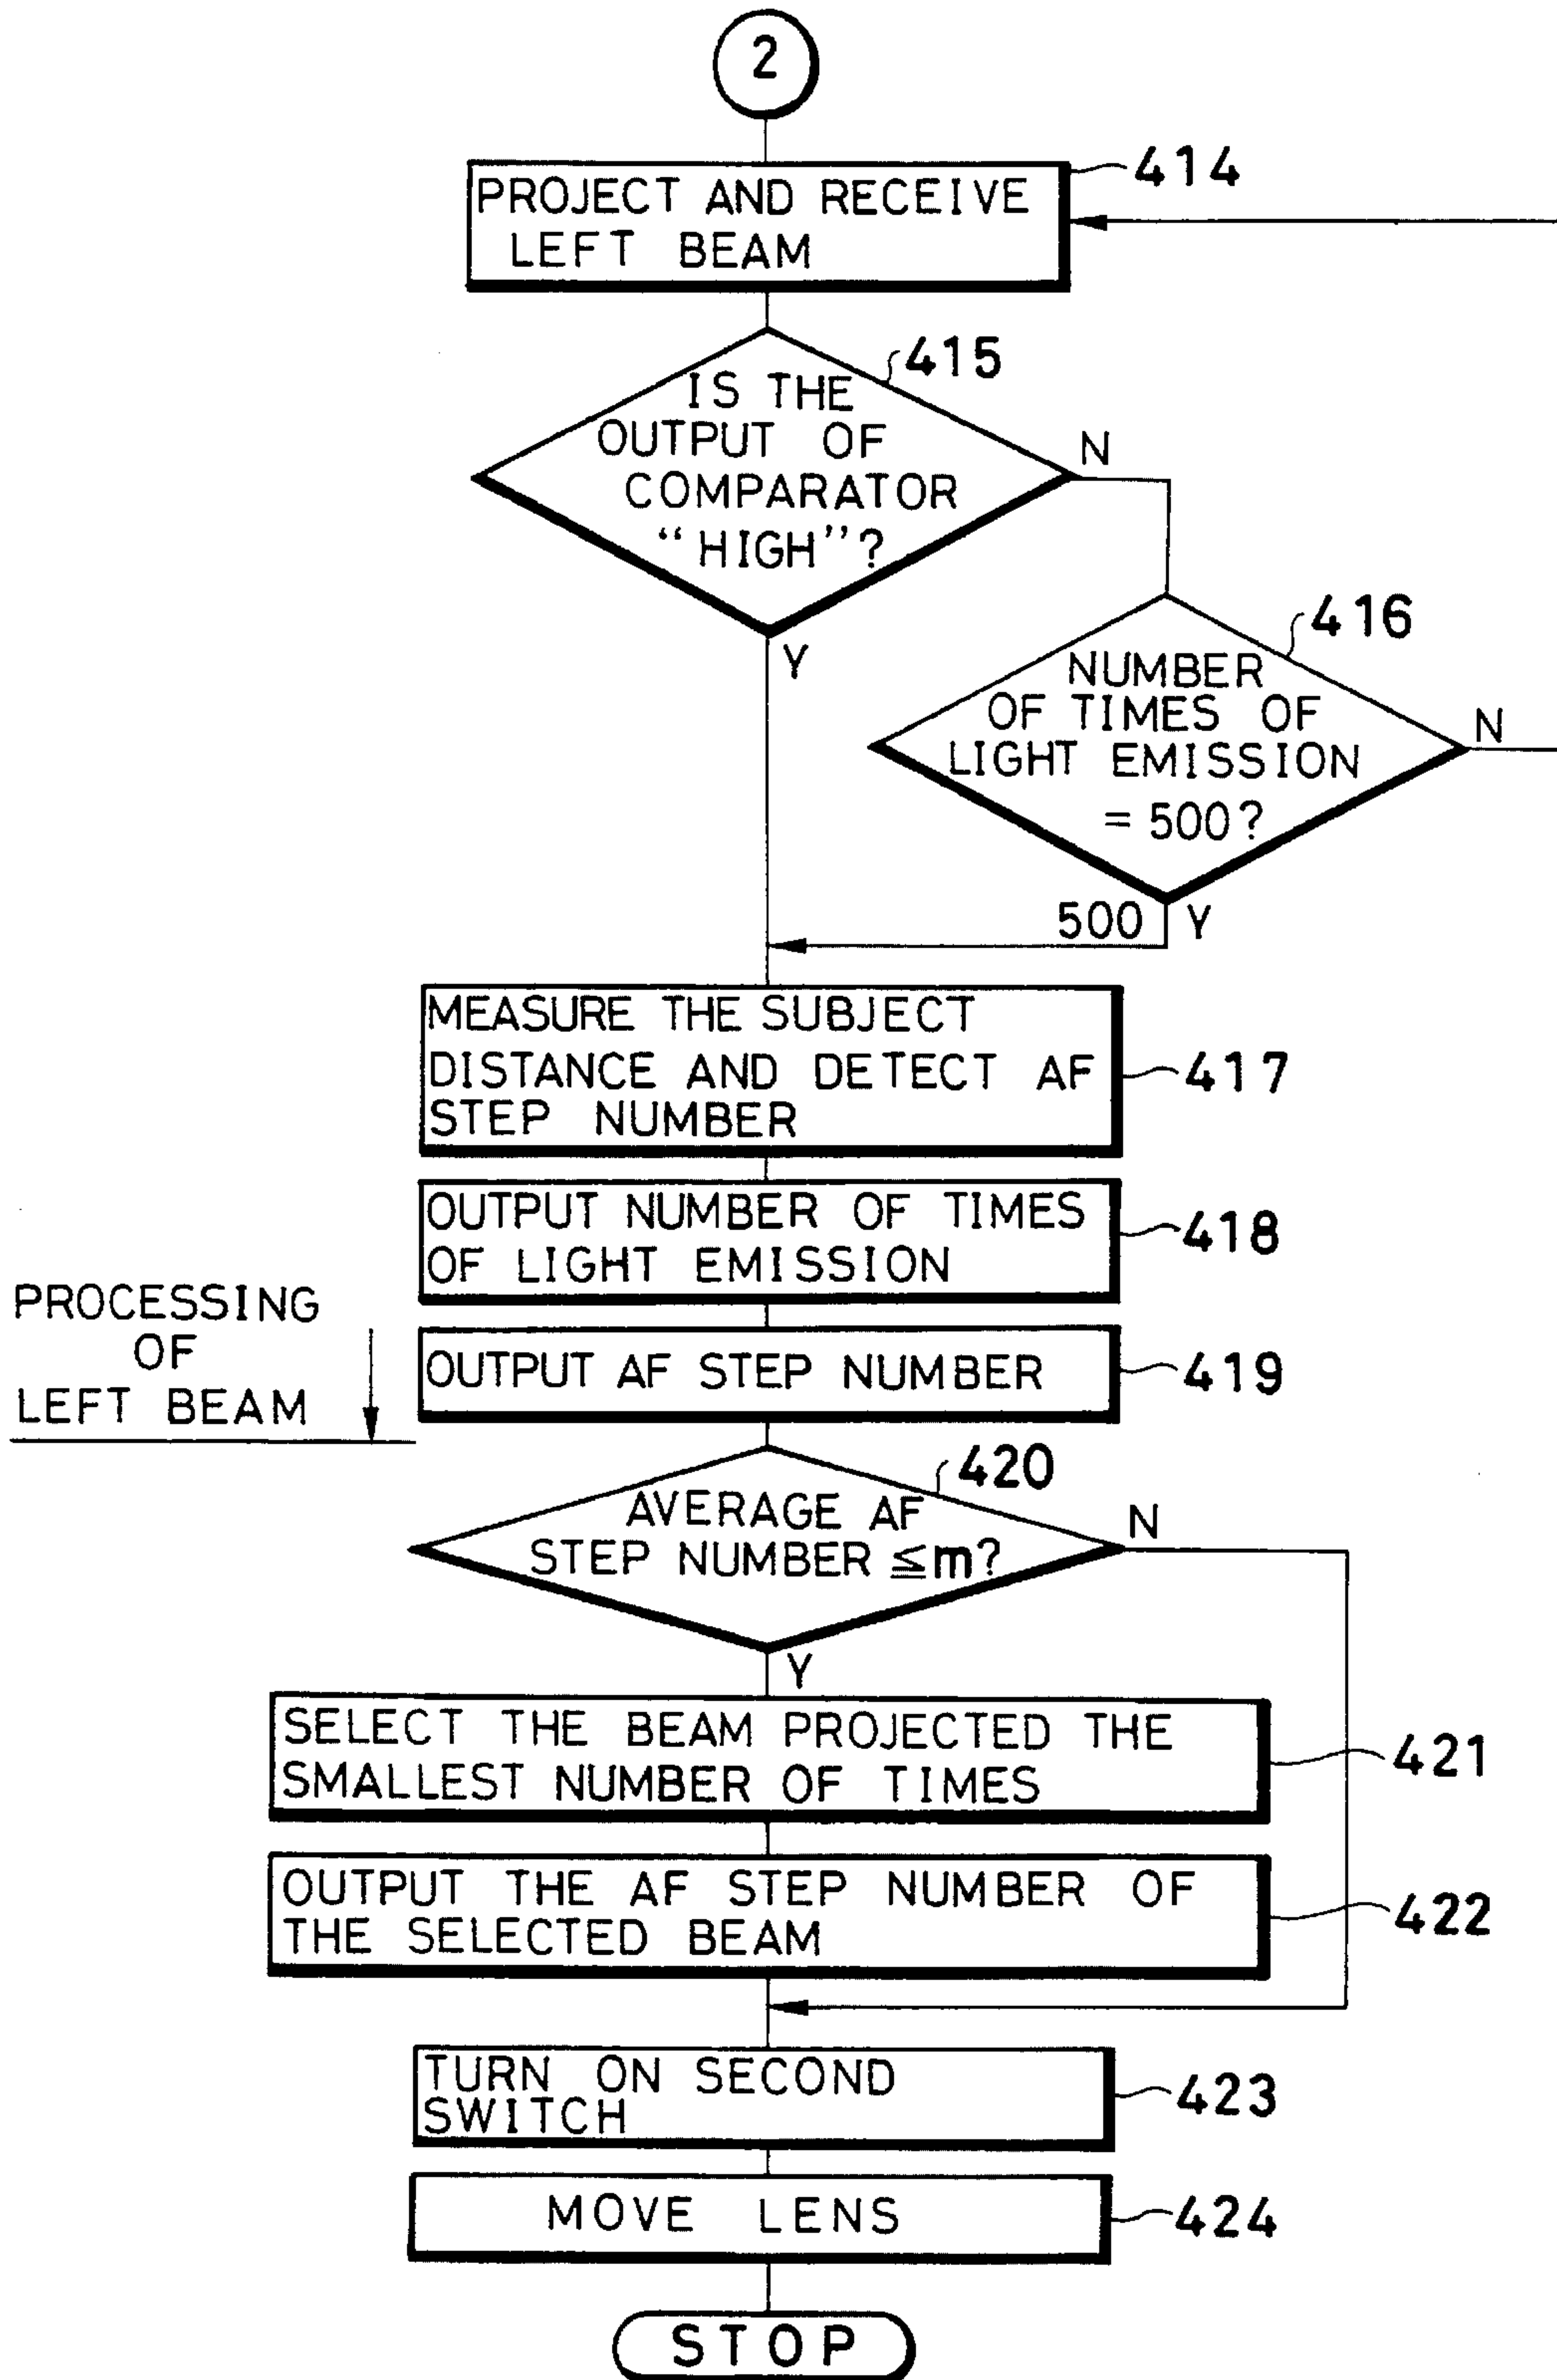 2
414
PROJECT AND RECEIVE
LEFT BEAM
415
IS THE
OUTPUT OF
COMPARATOR
“HIGH”?
N
Y
416
NUMBER
OF TIMES OF
LIGHT EMISSION
= 500?
N
500 Y
MEASURE THE SUBJECT
DISTANCE AND DETECT AF
STEP NUMBER
417
OUTPUT NUMBER OF TIMES
OF LIGHT EMISSION
418
PROCESSING
OF
LEFT BEAM
OUTPUT AF STEP NUMBER
419
420
AVERAGE AF
STEP NUMBER ≦m?
N
Y
SELECT THE BEAM PROJECTED THE
SMALLEST NUMBER OF TIMES
421
OUTPUT THE AF STEP NUMBER OF
THE SELECTED BEAM
422
TURN ON SECOND
SWITCH
423
MOVE LENS
424
STOP